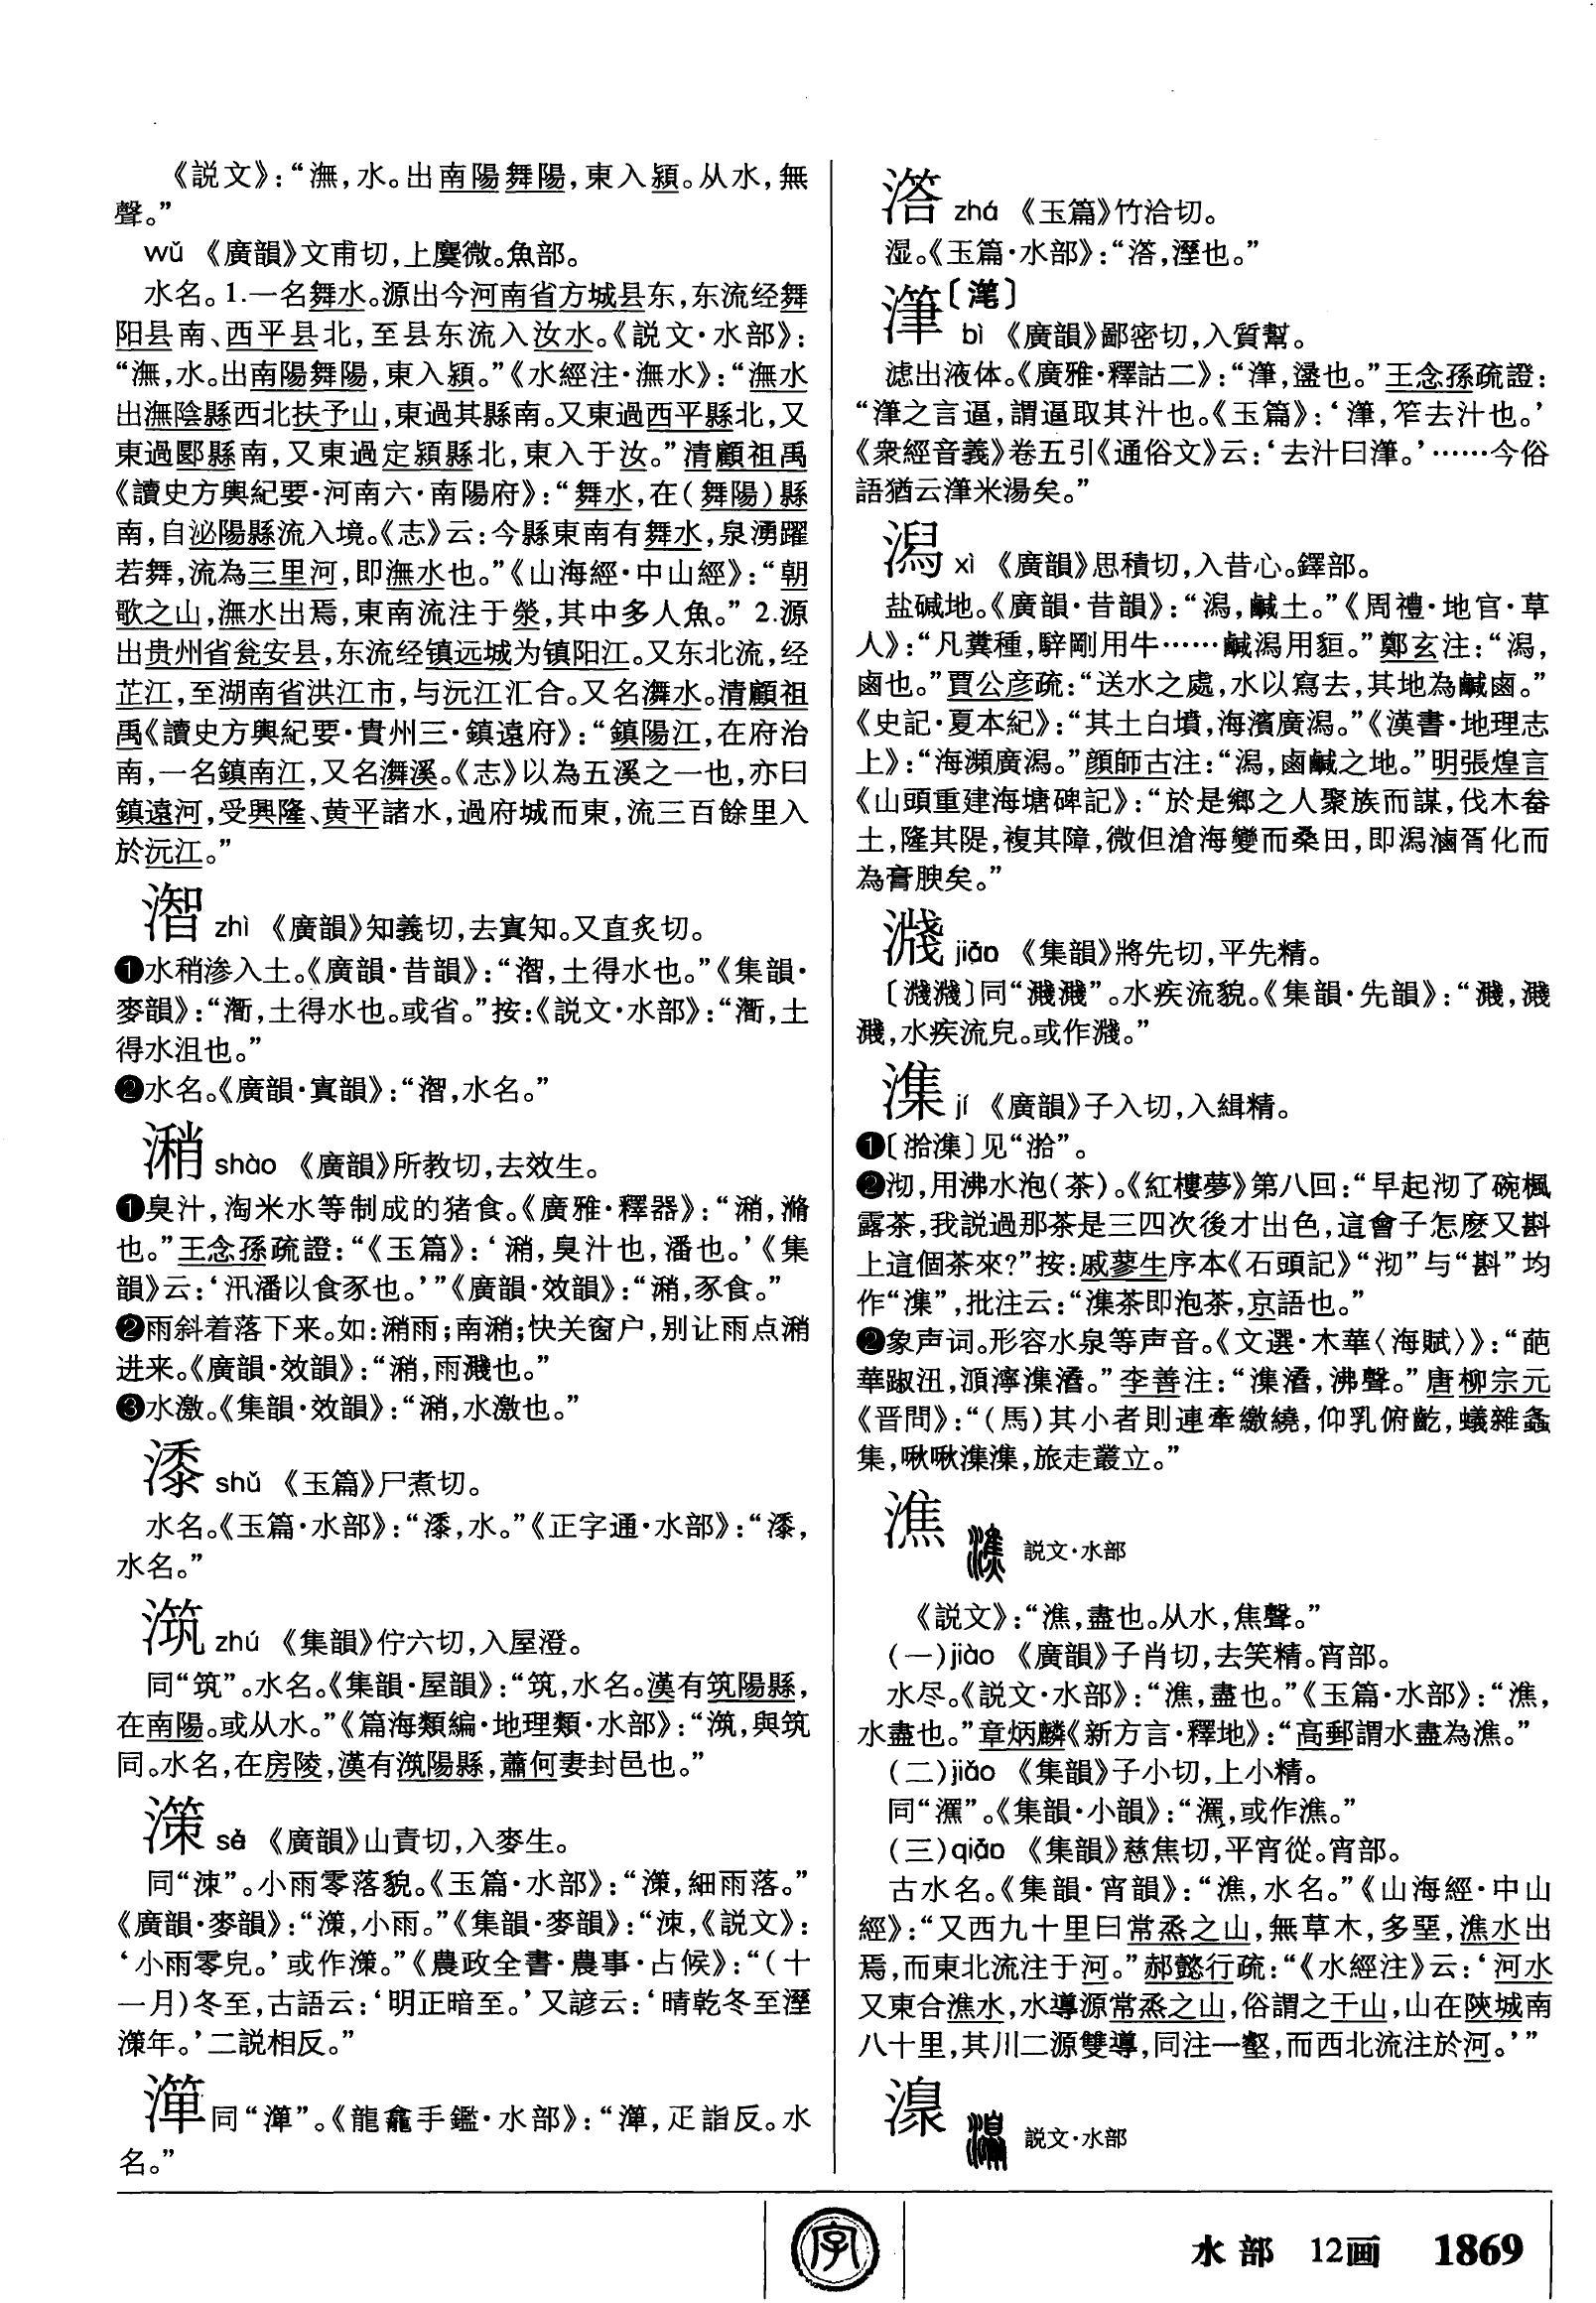 《説文》：“潕，水。出南陽舞陽，東入潁。从水，無
聲。”
wǔ 《廣韻》文甫切，上麌微。魚部。
水名。1.一名舞水。源出今河南省方城县东，东流经舞
阳县南、西平县北，至县东流入汝水。《説文·水部》：
“潕，水。出南陽舞陽，東入潁。”《水經注·潕水》：“潕水
出潕陰縣西北扶予山，東過其縣南。又東過西平縣北，又
東過郾縣南，又東過定潁縣北，東入于汝。”清顧祖禹
《讀史方輿紀要·河南六·南陽府》：“舞水，在（舞陽）縣
南，自泌陽縣流入境。《志》云：今縣東南有舞水，泉湧躍
若舞，流為三里河，即潕水也。”《山海經·中山經》：“朝
歌之山，潕水出焉，東南流注于滎，其中多人魚。” 2.源
出贵州省瓮安县，东流经镇远城为镇阳江。又东北流，经
芷江，至湖南省洪江市，与沅江汇合。又名㵲水。清顧祖
禹《讀史方輿紀要·貴州三·鎮遠府》：“鎮陽江，在府治
南，一名鎮南江，又名㵲溪。《志》以為五溪之一也，亦曰
鎮遠河，受興隆、黄平諸水，過府城而東，流三百餘里入
於沅江。”
潪 zhì 《廣韻》知義切，去寘知。又直炙切。
❶水稍渗入土。《廣韻·昔韻》：“潪，土得水也。”《集韻·
麥韻》：“𣿐，土得水也。或省。”按：《説文·水部》：“𣿐，土
得水沮也。”
❷水名。《廣韻·寘韻》：“潪，水名。”
潲 shào 《廣韻》所教切，去效生。
❶臭汁，淘米水等制成的猪食。《廣雅·釋器》：“潲，滫
也。”王念孫疏證：“《玉篇》：‘潲，臭汁也，潘也。’《集
韻》云：‘汛潘以食豕也。’”《廣韻·效韻》：“潲，豕食。”
❷雨斜着落下来。如：潲雨；南潲；快关窗户，别让雨点潲
进来。《廣韻·效韻》：“潲，雨濺也。”
❸水激。《集韻·效韻》：“潲，水激也。”
潻 shǔ 《玉篇》尸煮切。
水名。《玉篇·水部》：“潻，水。”《正字通·水部》：“潻，
水名。”
㵭 zhú 《集韻》佇六切，入屋澄。
同“筑”。水名。《集韻·屋韻》：“筑，水名。漢有筑陽縣，
在南陽。或从水。”《篇海類編·地理類·水部》：“㵭，與筑
同。水名，在房陵，漢有㵭陽縣，蕭何妻封邑也。”
㵽 sè 《廣韻》山責切，入麥生。
同“涑”。小雨零落貌。《玉篇·水部》：“㵽，細雨落。”
《廣韻·麥韻》：“㵽，小雨。”《集韻·麥韻》：“涑，《説文》：
‘小雨零皃。’或作㵽。”《農政全書·農事·占候》：“（十
一月）冬至，古語云：‘明正暗至。’又諺云：‘晴乾冬至溼
㵽年。’二説相反。”
同“潷”。《龍龕手鑑·水部》：“，疋詣反。水
名。”
㵥 zhá 《玉篇》竹洽切。
湿。《玉篇·水部》：“㵥，溼也。”
潷〔滗〕
bì 《廣韻》鄙密切，入質幫。
滤出液体。《廣雅·釋詁二》：“潷，盪也。”王念孫疏證：
“潷之言逼，謂逼取其汁也。《玉篇》：‘潷，笮去汁也。’
《衆經音義》卷五引《通俗文》云：‘去汁曰潷。’……今俗
語猶云潷米湯矣。”
潟 xì 《廣韻》思積切，入昔心。鐸部。
盐碱地。《廣韻·昔韻》：“潟，鹹土。”《周禮·地官·草
人》：“凡糞種，騂剛用牛……鹹潟用貆。”鄭玄注：“潟，
鹵也。”賈公彦疏：“送水之處，水以寫去，其地為鹹鹵。”
《史記·夏本紀》：“其土白墳，海濱廣潟。”《漢書·地理志
上》：“海瀕廣潟。”顔師古注：“潟，鹵鹹之地。”明張煌言
《山頭重建海塘碑記》：“於是鄉之人聚族而謀，伐木畚
土，隆其隄，複其障，微但滄海變而桑田，即潟滷胥化而
為膏腴矣。”
jiǎo 《集韻》將先切，平先精。
〔〕同“濺濺”。水疾流貌。《集韻·先韻》：“濺，濺
濺，水疾流皃。或作。”
潗 jí 《廣韻》子入切，入緝精。
❶〔潗〕见“”。
❷沏，用沸水泡（茶）。《紅樓夢》第八回：“早起沏了碗楓
露茶，我説過那茶是三四次後才出色，這會子怎麽又斟
上這個茶來？”按：戚蓼生序本《石頭記》“沏”与“斟”均
作“潗”，批注云：“潗茶即泡茶，京語也。”
❷象声词。形容水泉等声音。《文選·木華〈海賦〉》：“葩
華踧沑，澒濘潗㵫。”李善注：“潗㵫，沸聲。”唐柳宗元
《晋問》：“（馬）其小者則連牽繳繞，仰乳俯齕，蟻雜螽
集，啾啾潗潗，旅走叢立。”
潐 説文·水部
《説文》：“潐，盡也。从水，焦聲。”
（一）jiào 《廣韻》子肖切，去笑精。宵部。
水尽。《説文·水部》：“潐，盡也。”《玉篇·水部》：“潐，
水盡也。”章炳麟《新方言·釋地》：“高郵謂水盡為潐。”
（二）jiǎo 《集韻》子小切，上小精。
同“灚”。《集韻·小韻》：“，或作潐。”
（三）qiǎo 《集韻》慈焦切，平宵從。宵部。
古水名。《集韻·宵韻》：“潐，水名。”《山海經·中山
經》：“又西九十里曰常烝之山，無草木，多堊，潐水出
焉，而東北流注于河。”郝懿行疏：“《水經注》云：‘河水
又東合潐水，水導源常烝之山，俗謂之干山，山在陝城南
八十里，其川二源雙導，同注一壑，而西北流注於河。’”
湶 説文·水部
水部 12画 1869
字